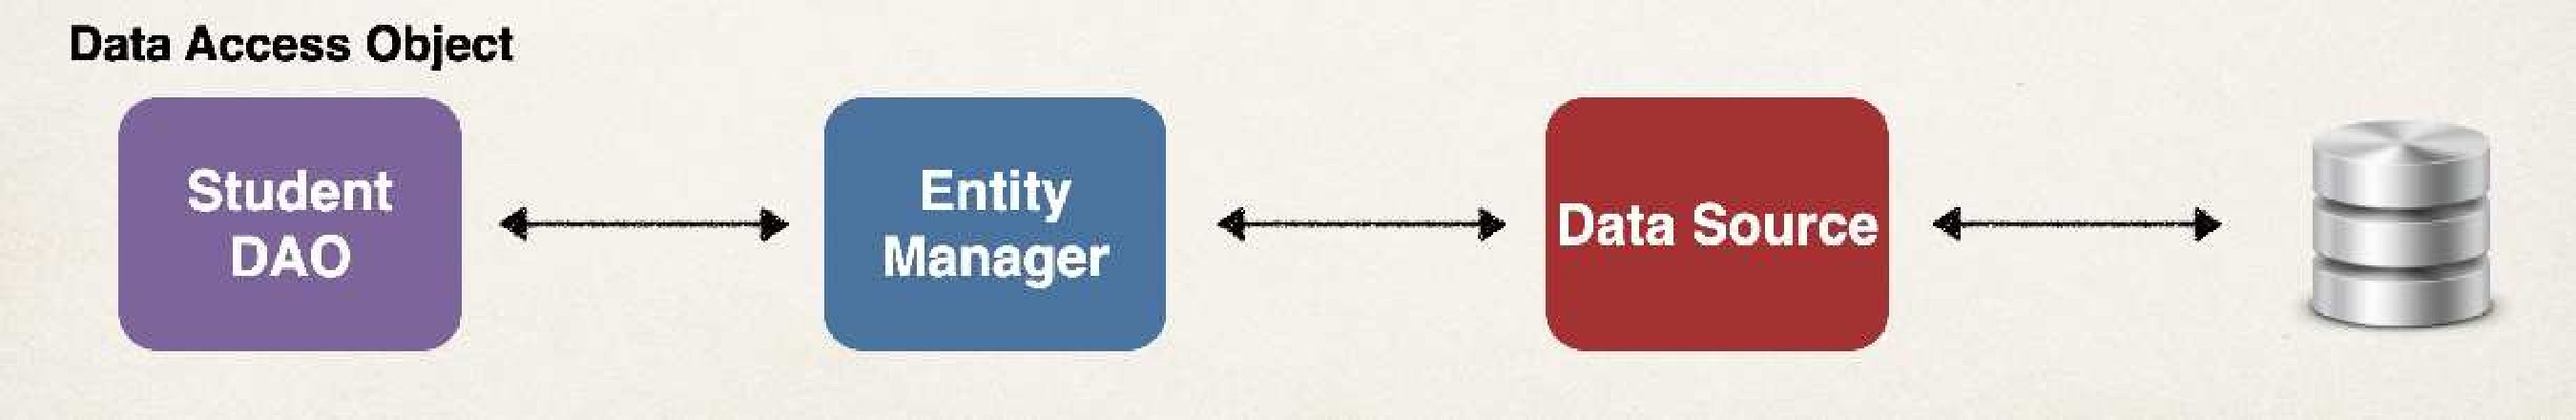 Data Access Object
Student
DAO
Entity
Manager
Data Source